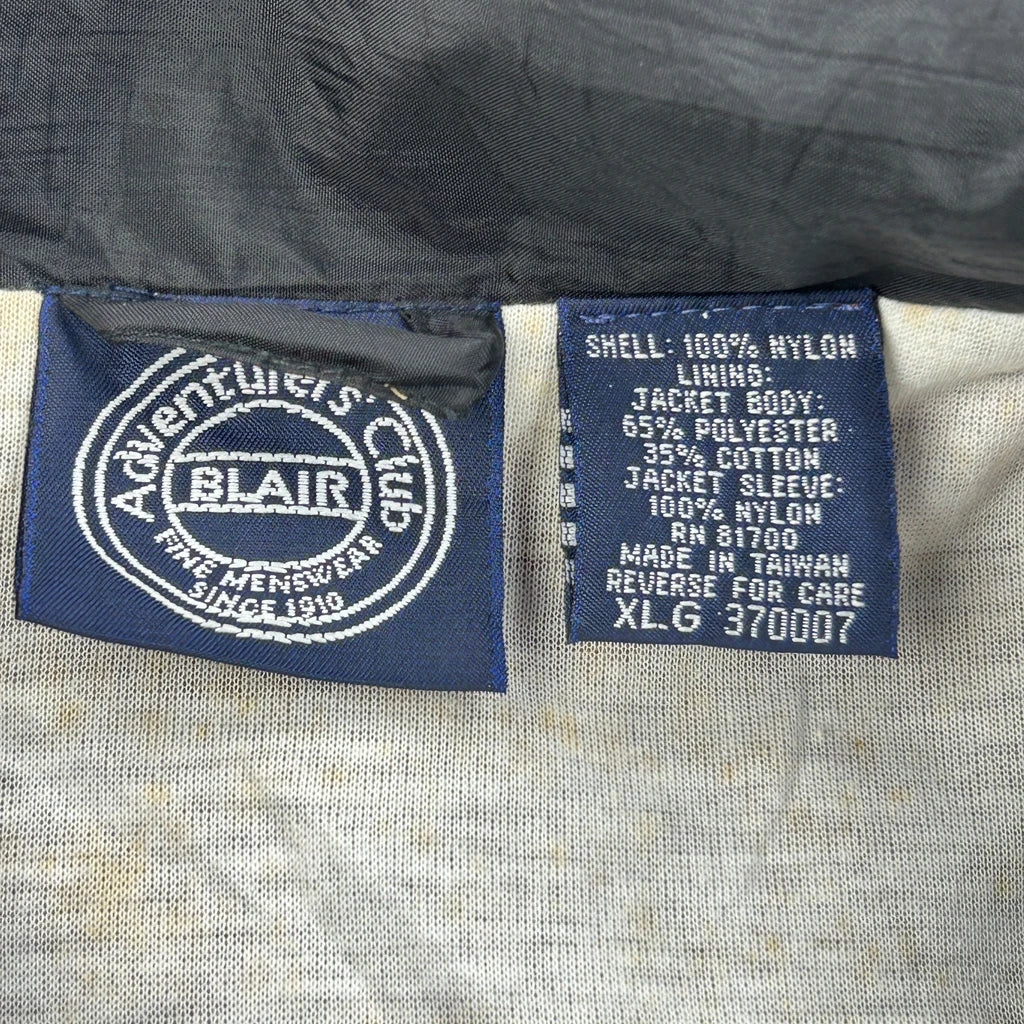 Adventurers' Club
BLAIR
FINE MENSWEAR
SINCE 1910
SHELL: 100% NYLON
LINING:
JACKET BODY:
65% POLYESTER
35% COTTON
JACKET SLEEVE:
100% NYLON
RN 81700
MADE IN TAIWAN
REVERSE FOR CARE
XLG 370007